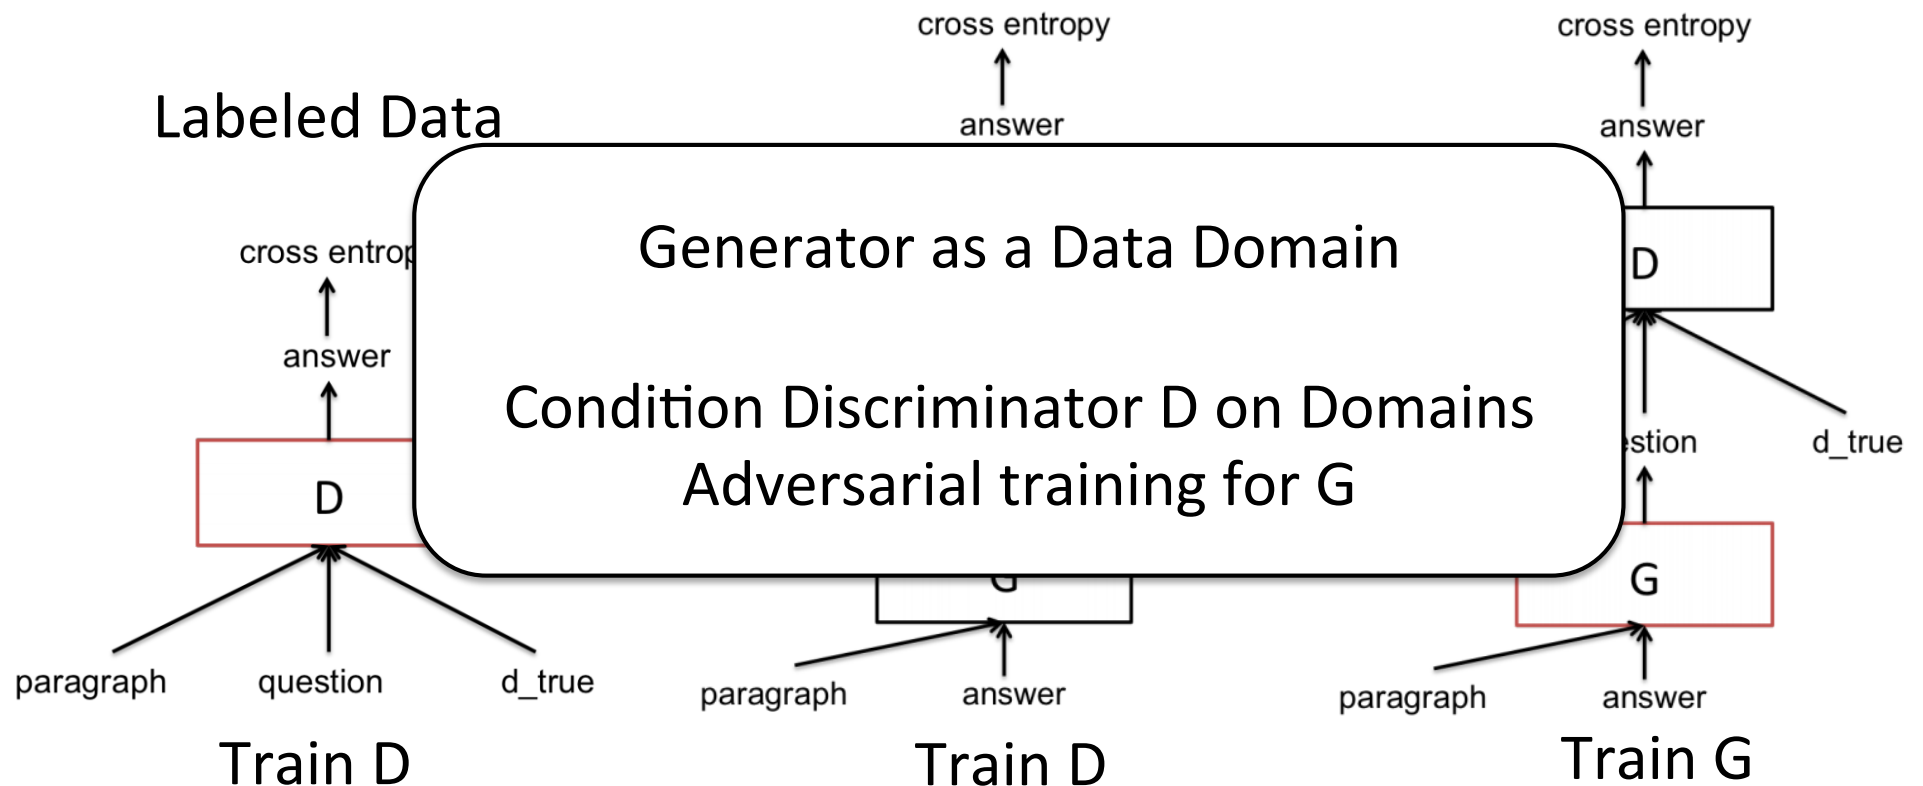 cross entropy
cross entropy
Labeled Data
answer
answer
Generator as a Data Domain
cross entrop
D
answer
Condition Discriminator D on Domains
stion
d_true
Adversarial training for G
D
G
G
paragraph
question
d_true
paragraph
answer
paragraph
answer
Train D
Train D
Train G